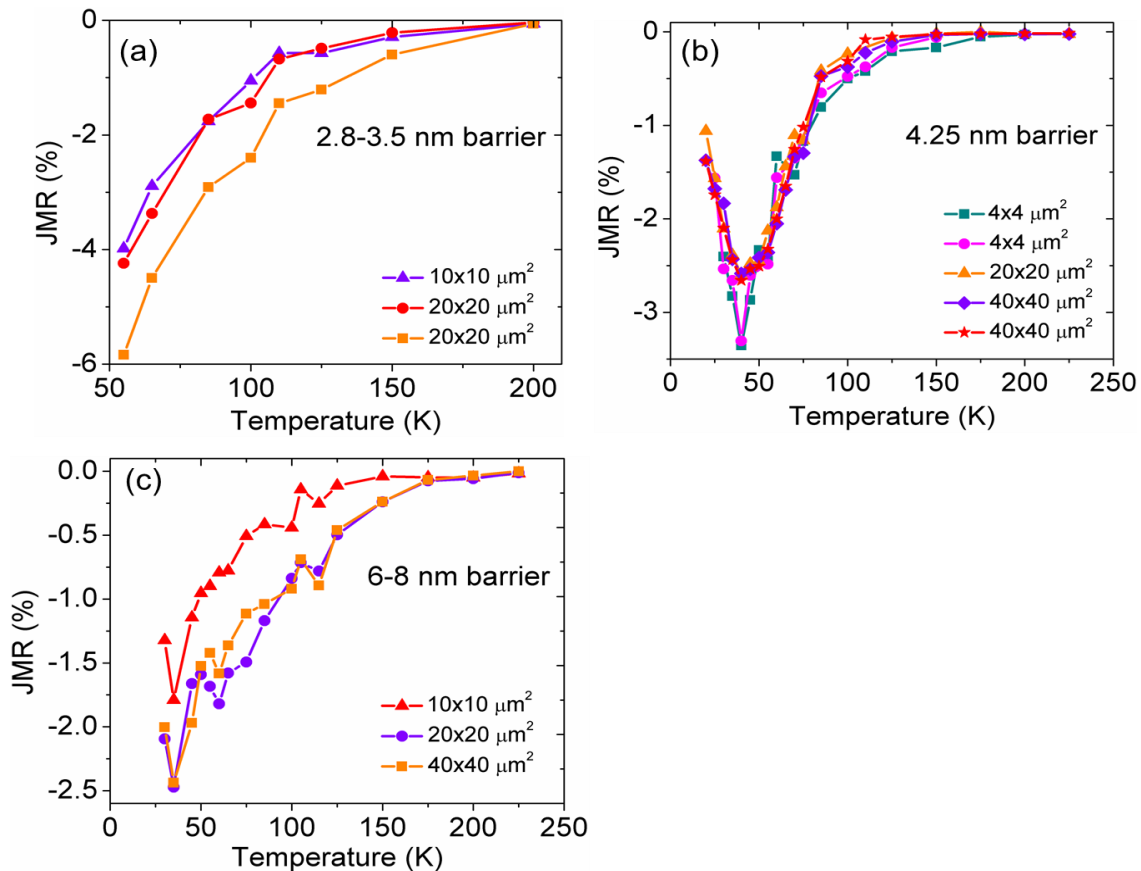 (a)
0
-2
-4
-6
JMR (%)
2.8-3.5 nm barrier
10x10 μm²
20x20 μm²
20x20 μm²
50 100 150 200
Temperature (K)
(b)
0
-1
-2
-3
JMR (%)
4.25 nm barrier
4x4 μm²
4x4 μm²
20x20 μm²
40x40 μm²
40x40 μm²
0 50 100 150 200 250
Temperature (K)
(c)
0.0
-0.5
-1.0
-1.5
-2.0
-2.5
JMR (%)
6-8 nm barrier
10x10 μm²
20x20 μm²
40x40 μm²
0 50 100 150 200 250
Temperature (K)